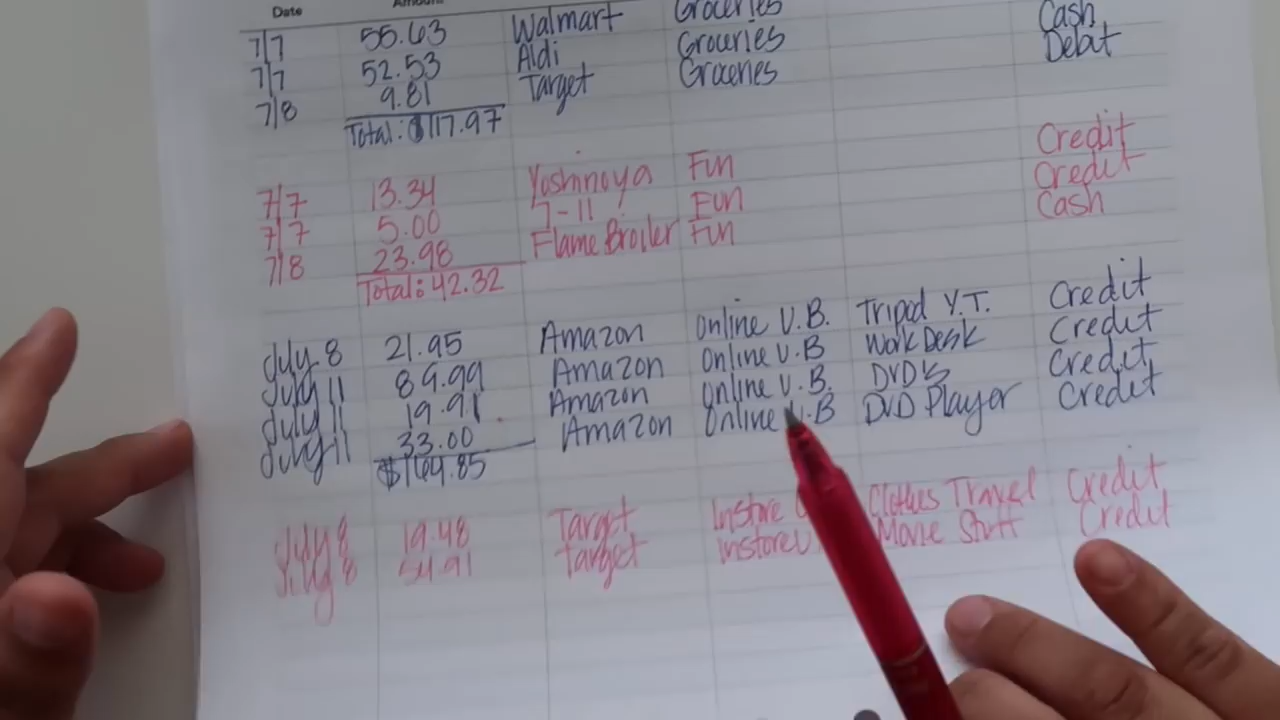 Date Amount
7/7 55.63 Walmart Groceries Cash
7/7 52.53 Aldi Groceries Debit
7/8 9.81 Target Groceries
Total: $117.97
7/7 13.34 Yoshinoya Fun Credit
7/7 5.00 7-11 Fun Credit
7/8 23.98 Flame Broiler Fun Cash
Total: 42.32
July 8 21.95 Amazon Online V.B. Tripod Y.T. Credit
July 11 89.99 Amazon Online V.B Work Desk Credit
July 11 19.91 Amazon Online V.B. DVD's Credit
July 11 33.00 Amazon Online V.B DVD Player Credit
$164.85
July 8 19.48 Target Instore Clothes Travel Credit
July 8 54.91 Target instore Movie Stuff Credit